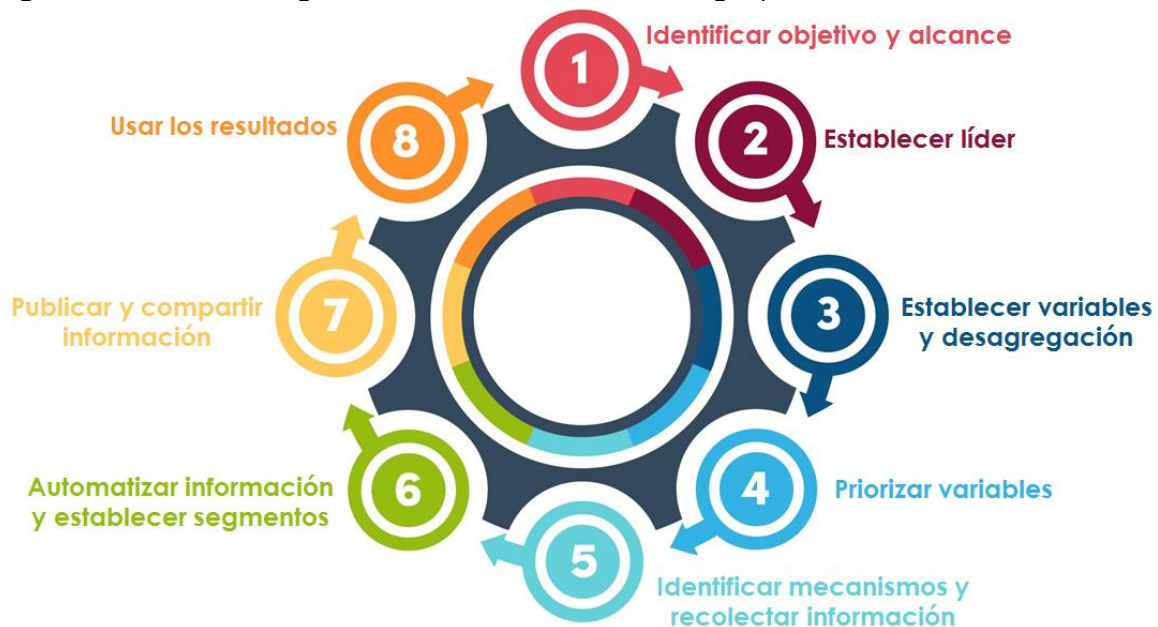 1
Identificar objetivo y alcance
2
Establecer líder
3
Establecer variables
y desagregación
4
Priorizar variables
5
Identificar mecanismos y
recolectar información
6
Automatizar información
y establecer segmentos
7
Publicar y compartir
información
8
Usar los resultados